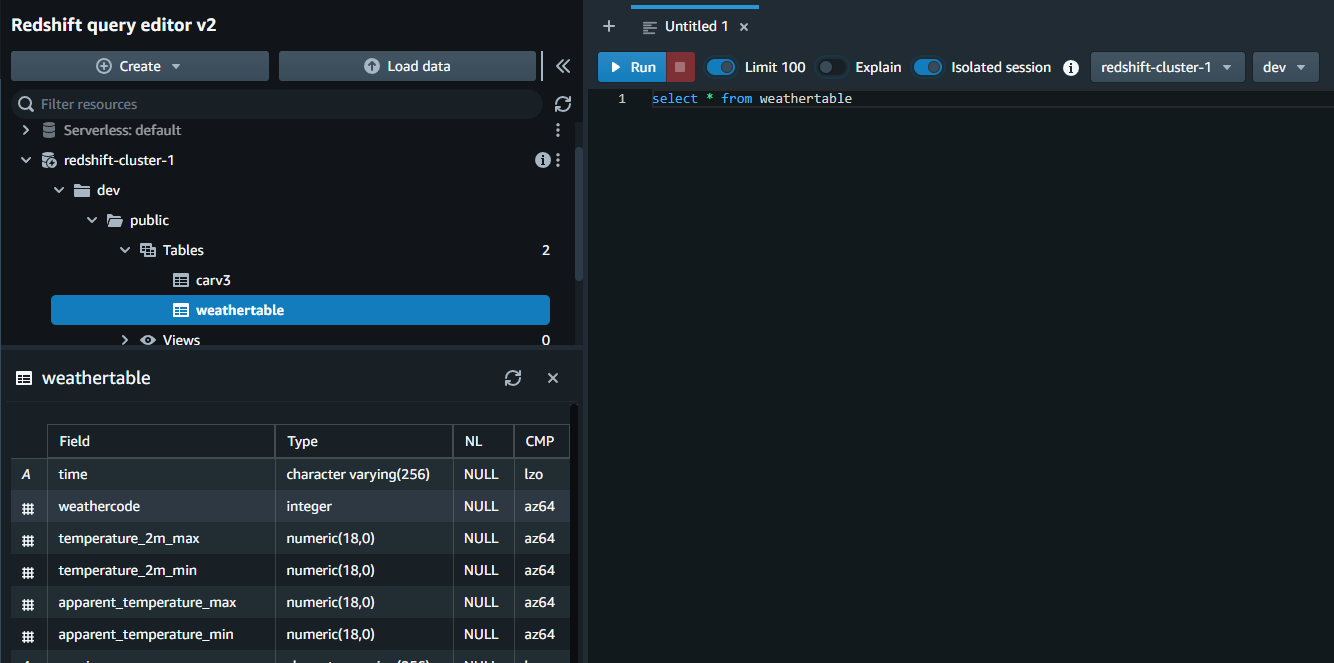 Redshift query editor v2
Create
Load data
Filter resources
Serverless: default
redshift-cluster-1
dev
public
Tables 2
carv3
weathertable
Views 0
weathertable
Field Type NL CMP
A time character varying(256) NULL lzo
weathercode integer NULL az64
temperature_2m_max numeric(18,0) NULL az64
temperature_2m_min numeric(18,0) NULL az64
apparent_temperature_max numeric(18,0) NULL az64
apparent_temperature_min numeric(18,0) NULL az64
Untitled 1
Run Limit 100 Explain Isolated session redshift-cluster-1 dev
1 select * from weathertable